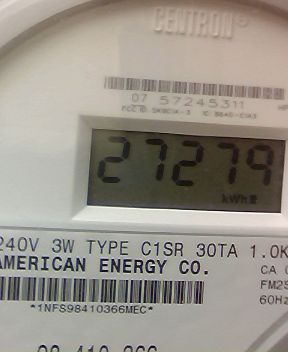 CENTRON®
07 57245311
27279
kWh
240V 3W TYPE C1SR 30TA 1.0K
AMERICAN ENERGY CO.
CA
FM2S
60Hz
*1NFS98410366MEC*